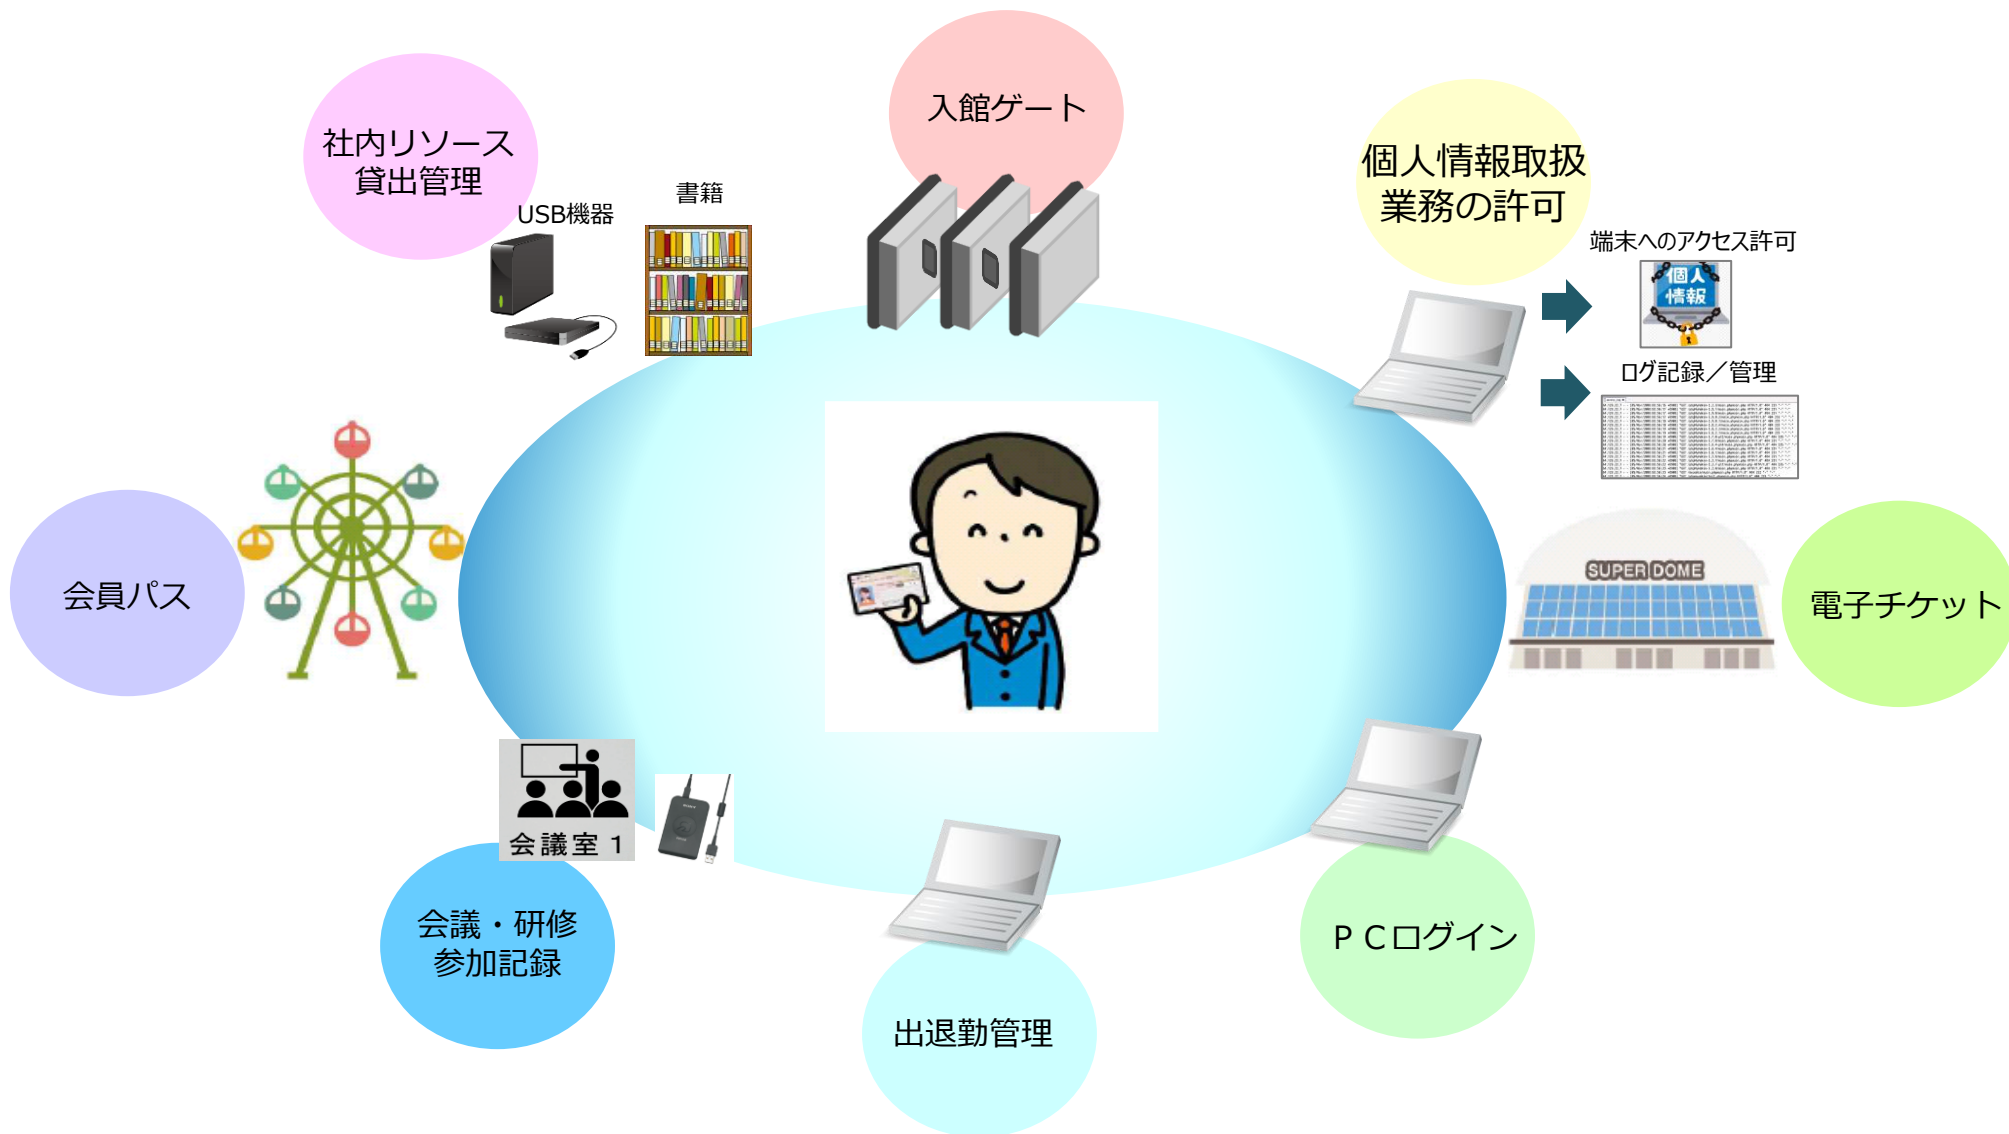 入館ゲート
社内リソース
貸出管理
USB機器
書籍
個人情報取扱
業務の許可
端末へのアクセス許可
個人
情報
ログ記録／管理
会員パス
SUPER DOME
電子チケット
会議室 1
会議・研修
参加記録
出退勤管理
ＰＣログイン